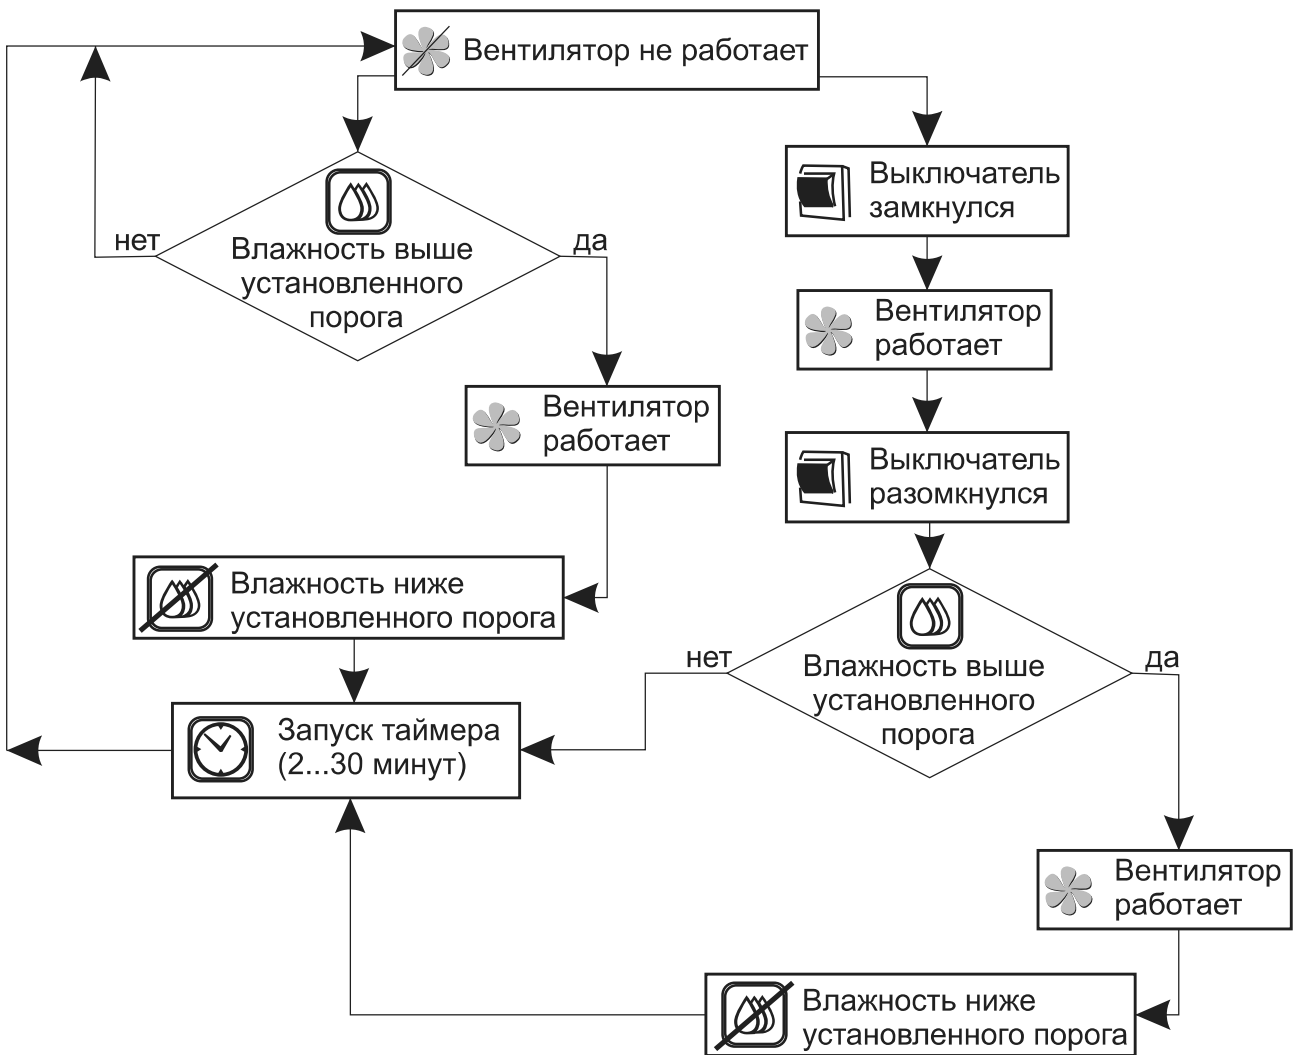 Вентилятор не работает
Выключатель
замкнулся
нет
Влажность выше
установленного
порога
да
Вентилятор
работает
Вентилятор
работает
Выключатель
разомкнулся
Влажность ниже
установленного порога
нет
Влажность выше
установленного
порога
да
Запуск таймера
(2...30 минут)
Вентилятор
работает
Влажность ниже
установленного порога